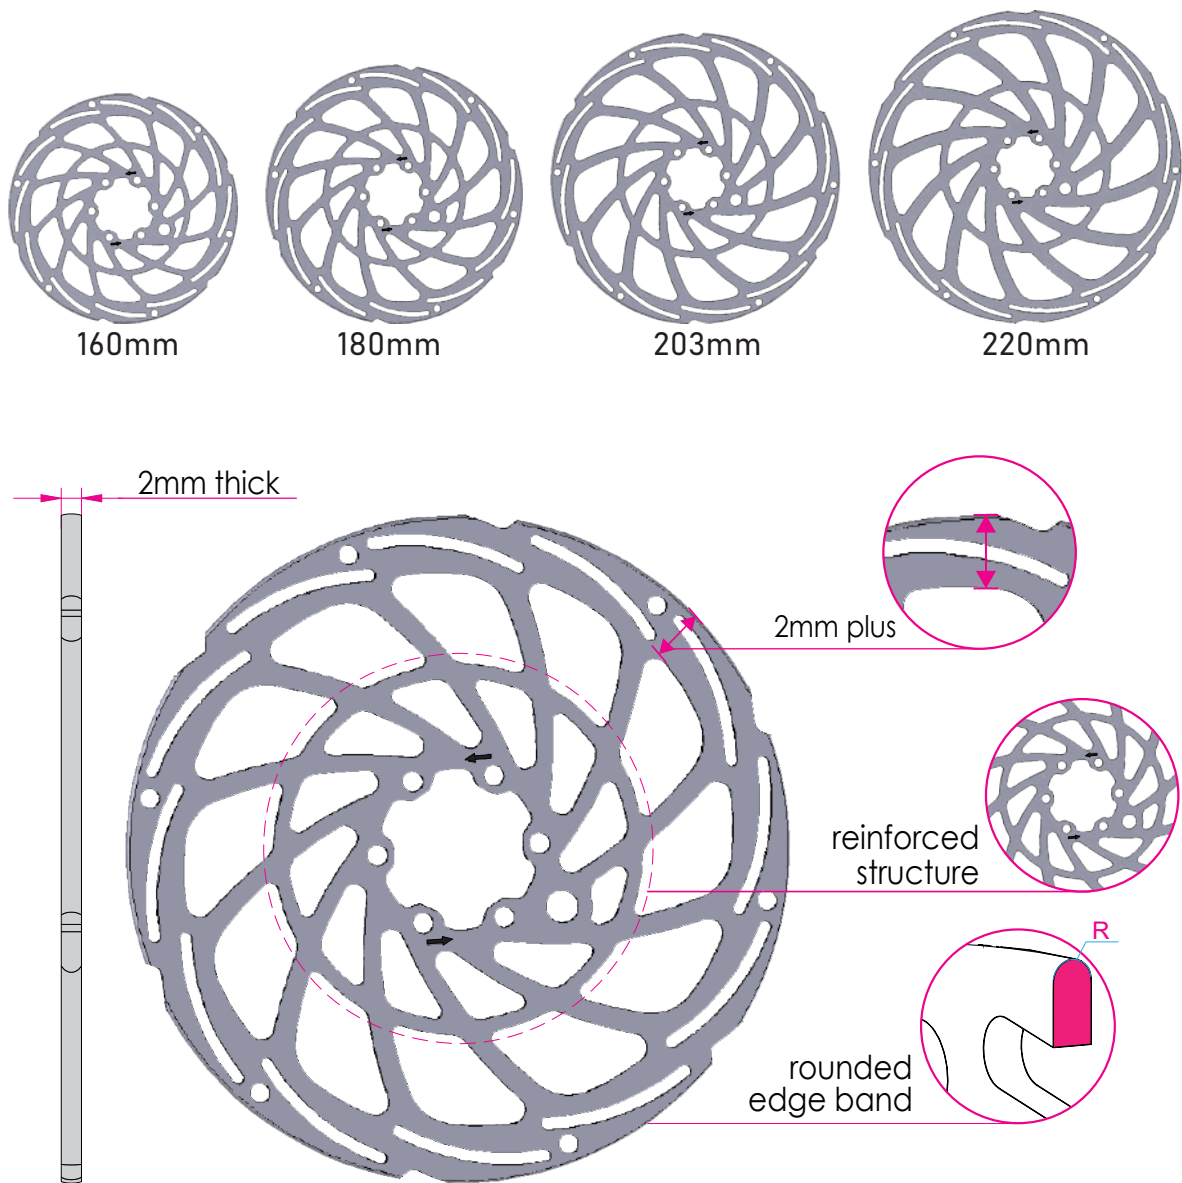 160mm
180mm
203mm
220mm
2mm thick
2mm plus
reinforced
structure
R
rounded
edge band